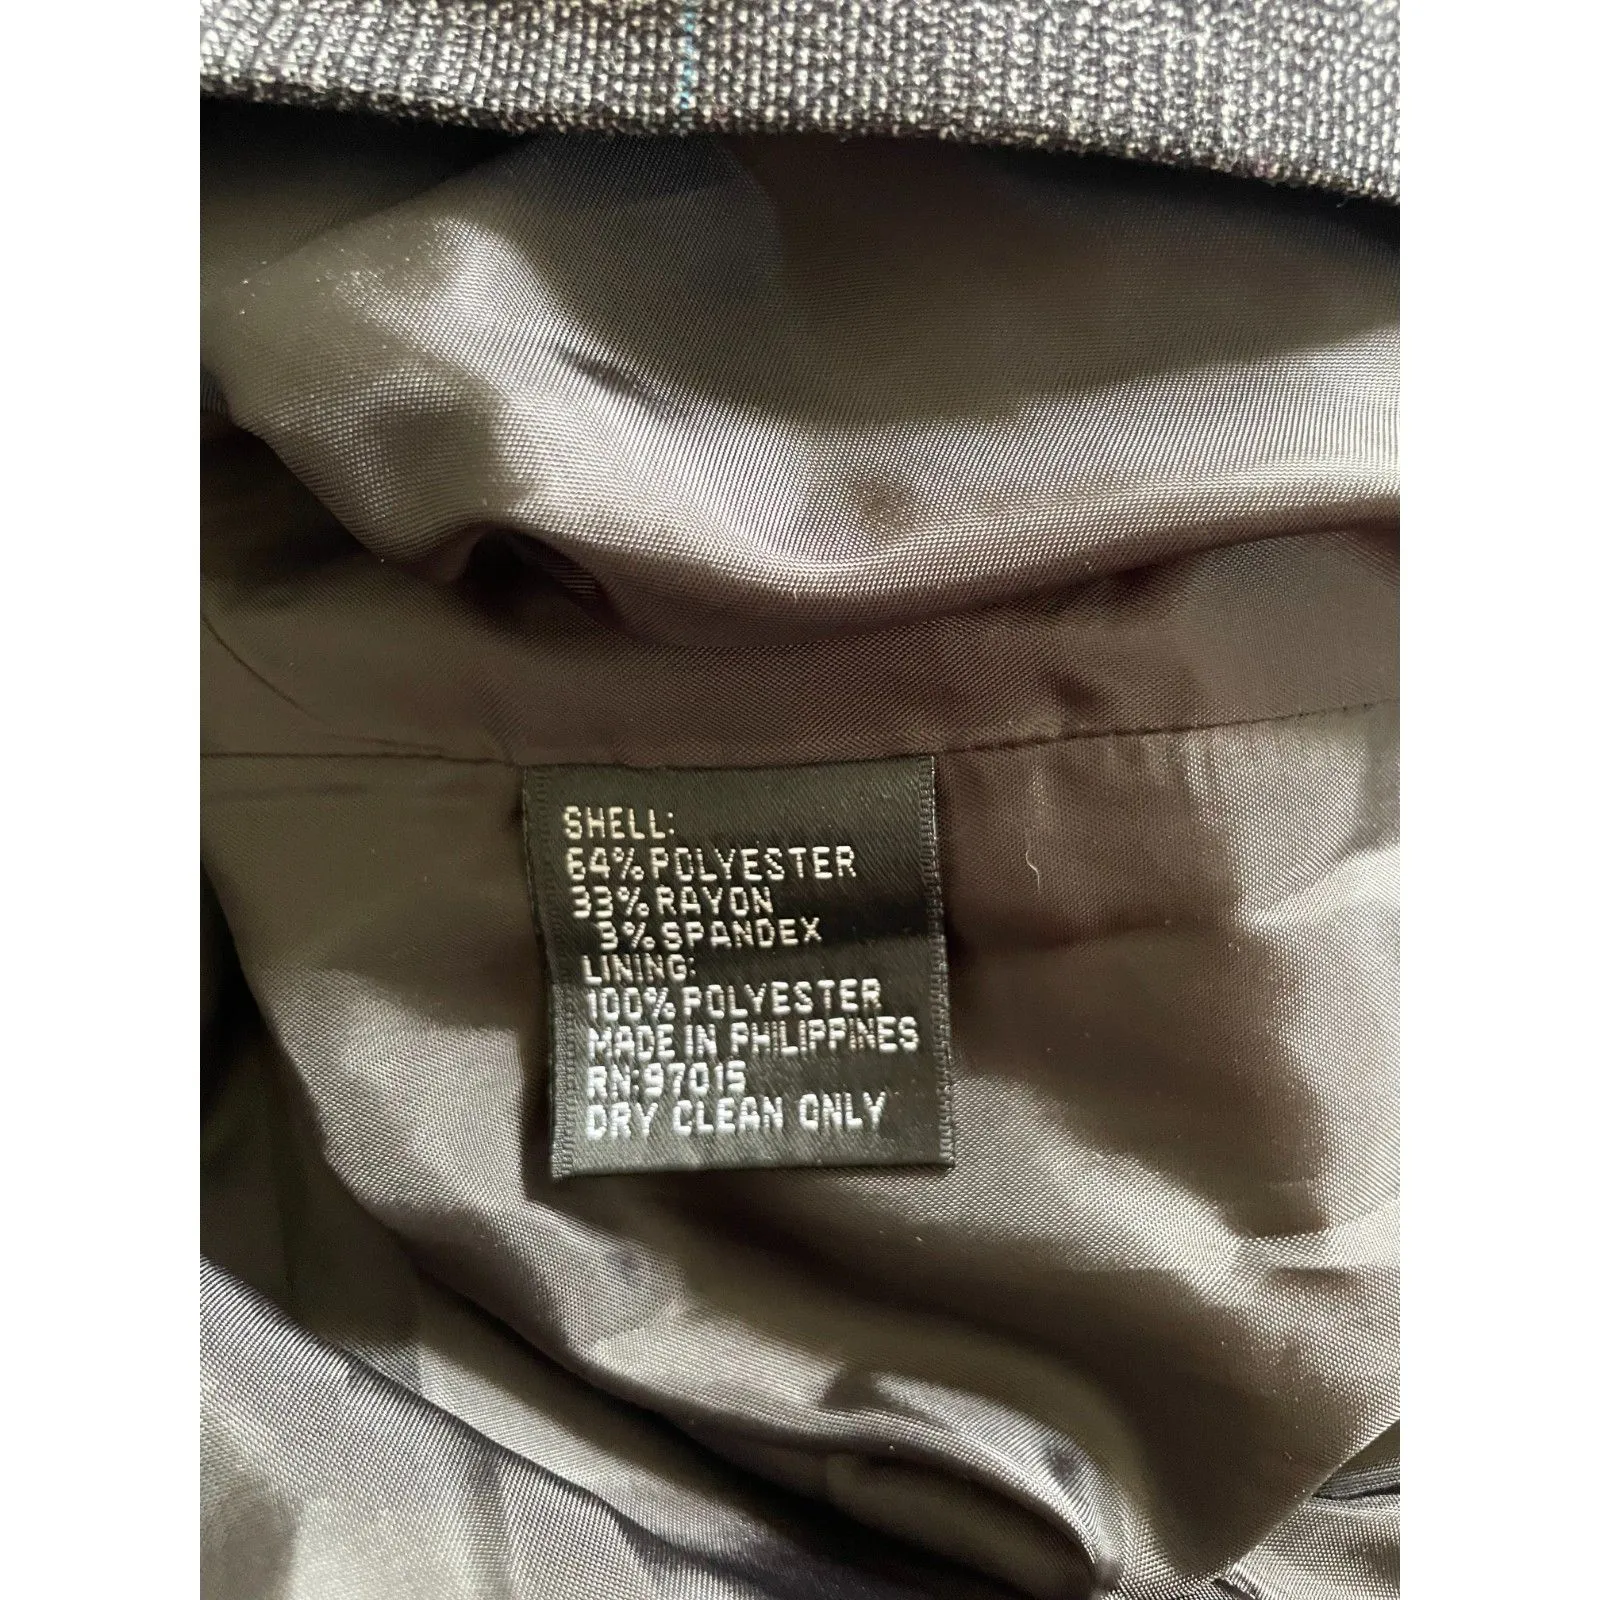 SHELL:
64% POLYESTER
33% RAYON
3% SPANDEX
LINING:
100% POLYESTER
MADE IN PHILIPPINES
RN:97015
DRY CLEAN ONLY